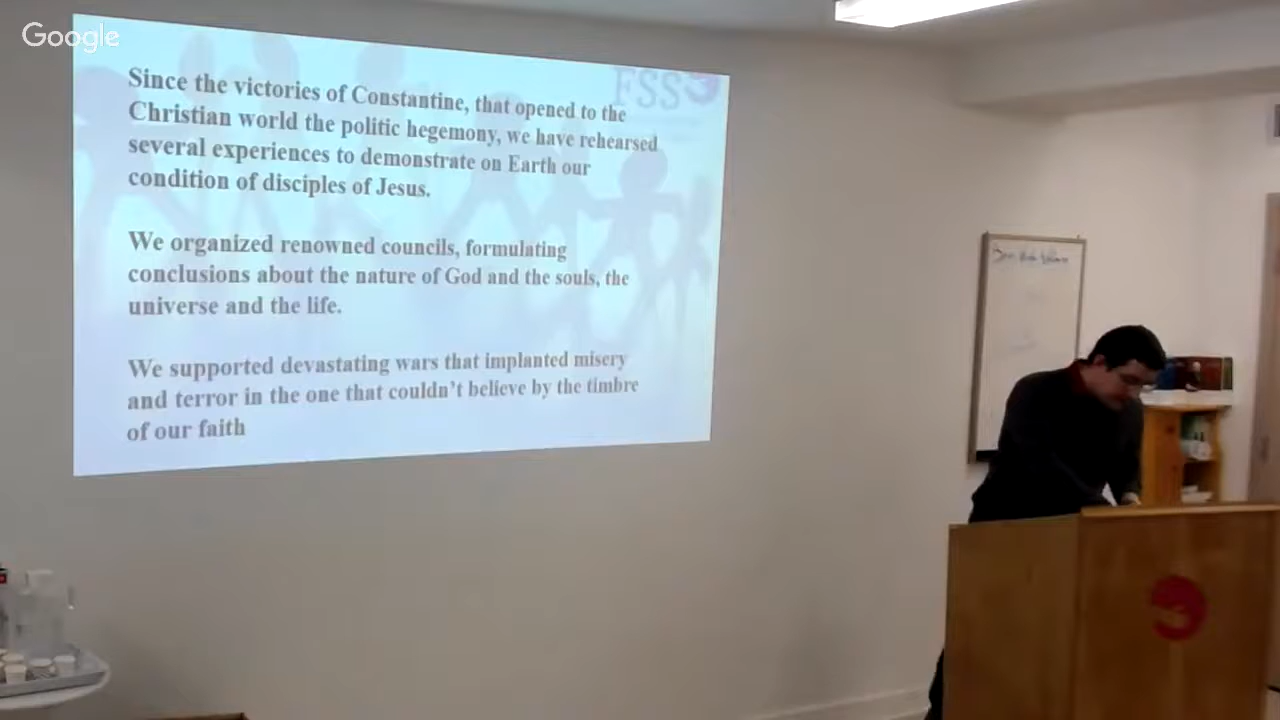 Google
FSS
Since the victories of Constantine, that opened to the
Christian world the politic hegemony, we have rehearsed
several experiences to demonstrate on Earth our
condition of disciples of Jesus.
We organized renowned councils, formulating
conclusions about the nature of God and the souls, the
universe and the life.
We supported devastating wars that implanted misery
and terror in the one that couldn't believe by the timbre
of our faith